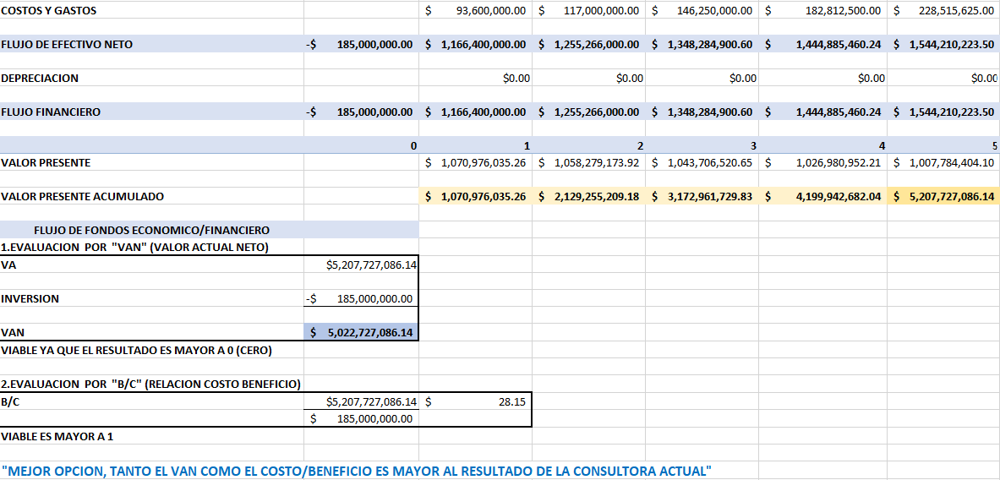 COSTOS Y GASTOS $ 93,600,000.00 $ 117,000,000.00 $ 146,250,000.00 $ 182,812,500.00 $ 228,515,625.00
FLUJO DE EFECTIVO NETO -$ 185,000,000.00 $ 1,166,400,000.00 $ 1,255,266,000.00 $ 1,348,284,900.60 $ 1,444,885,460.24 $ 1,544,210,223.50
DEPRECIACION $0.00 $0.00 $0.00 $0.00 $0.00
FLUJO FINANCIERO -$ 185,000,000.00 $ 1,166,400,000.00 $ 1,255,266,000.00 $ 1,348,284,900.60 $ 1,444,885,460.24 $ 1,544,210,223.50
0 1 2 3 4 5
VALOR PRESENTE $ 1,070,976,035.26 $ 1,058,279,173.92 $ 1,043,706,520.65 $ 1,026,980,952.21 $ 1,007,784,404.10
VALOR PRESENTE ACUMULADO $ 1,070,976,035.26 $ 2,129,255,209.18 $ 3,172,961,729.83 $ 4,199,942,682.04 $ 5,207,727,086.14
FLUJO DE FONDOS ECONOMICO/FINANCIERO
1.EVALUACION POR "VAN" (VALOR ACTUAL NETO)
VA $5,207,727,086.14
INVERSION -$ 185,000,000.00
VAN $ 5,022,727,086.14
VIABLE YA QUE EL RESULTADO ES MAYOR A 0 (CERO)
2.EVALUACION POR "B/C" (RELACION COSTO BENEFICIO)
B/C $5,207,727,086.14 $ 28.15
$ 185,000,000.00
VIABLE ES MAYOR A 1
"MEJOR OPCION, TANTO EL VAN COMO EL COSTO/BENEFICIO ES MAYOR AL RESULTADO DE LA CONSULTORA ACTUAL"